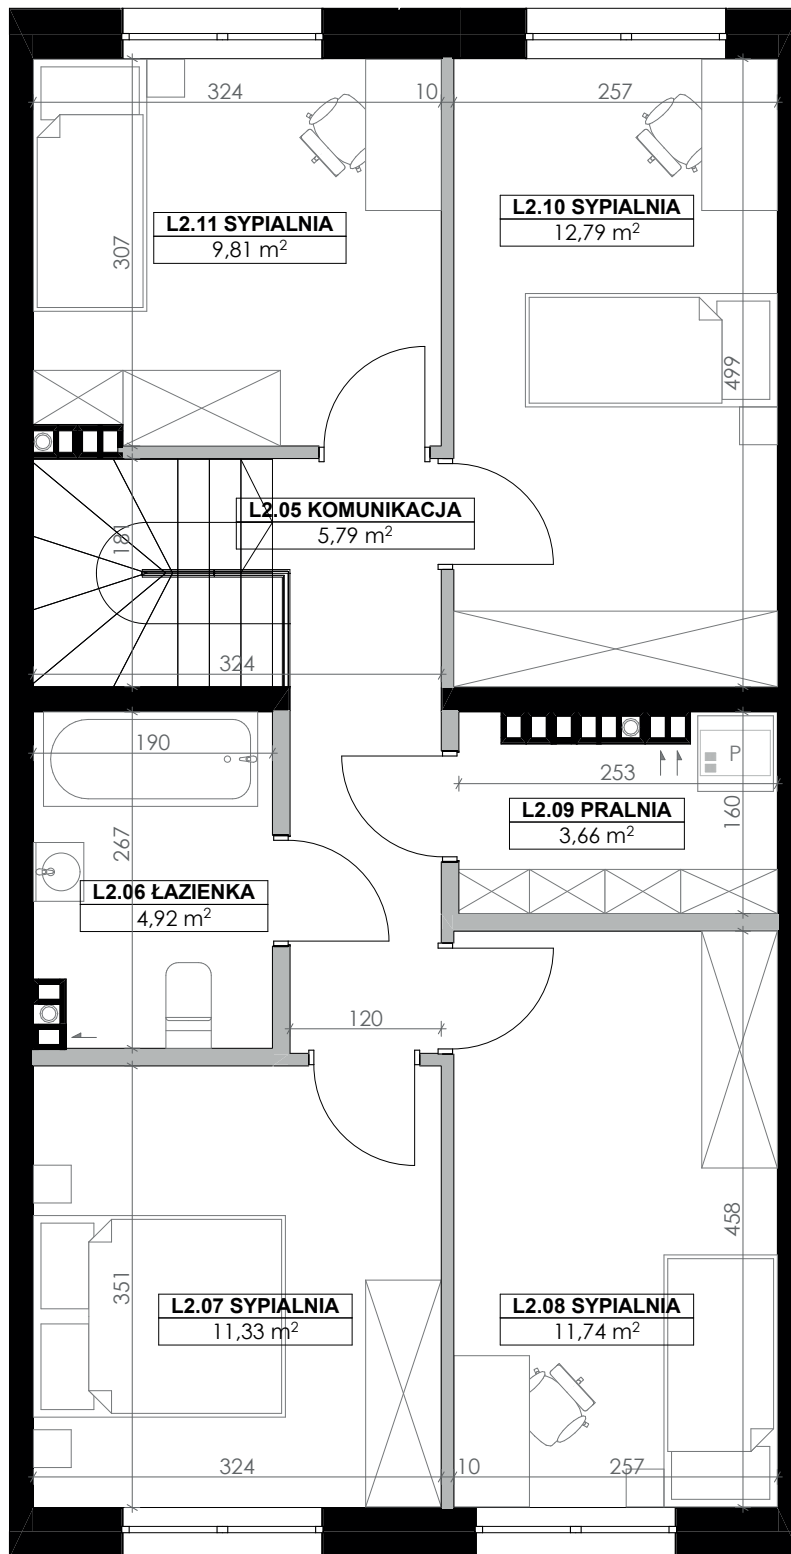 324
10
257
L2.11 SYPIALNIA
9,81 m²
L2.10 SYPIALNIA
12,79 m²
307
499
L2.05 KOMUNIKACJA
5,79 m²
181
324
190
P
253
L2.09 PRALNIA
3,66 m²
160
267
L2.06 ŁAZIENKA
4,92 m²
120
458
351
L2.07 SYPIALNIA
11,33 m²
L2.08 SYPIALNIA
11,74 m²
324
10
257